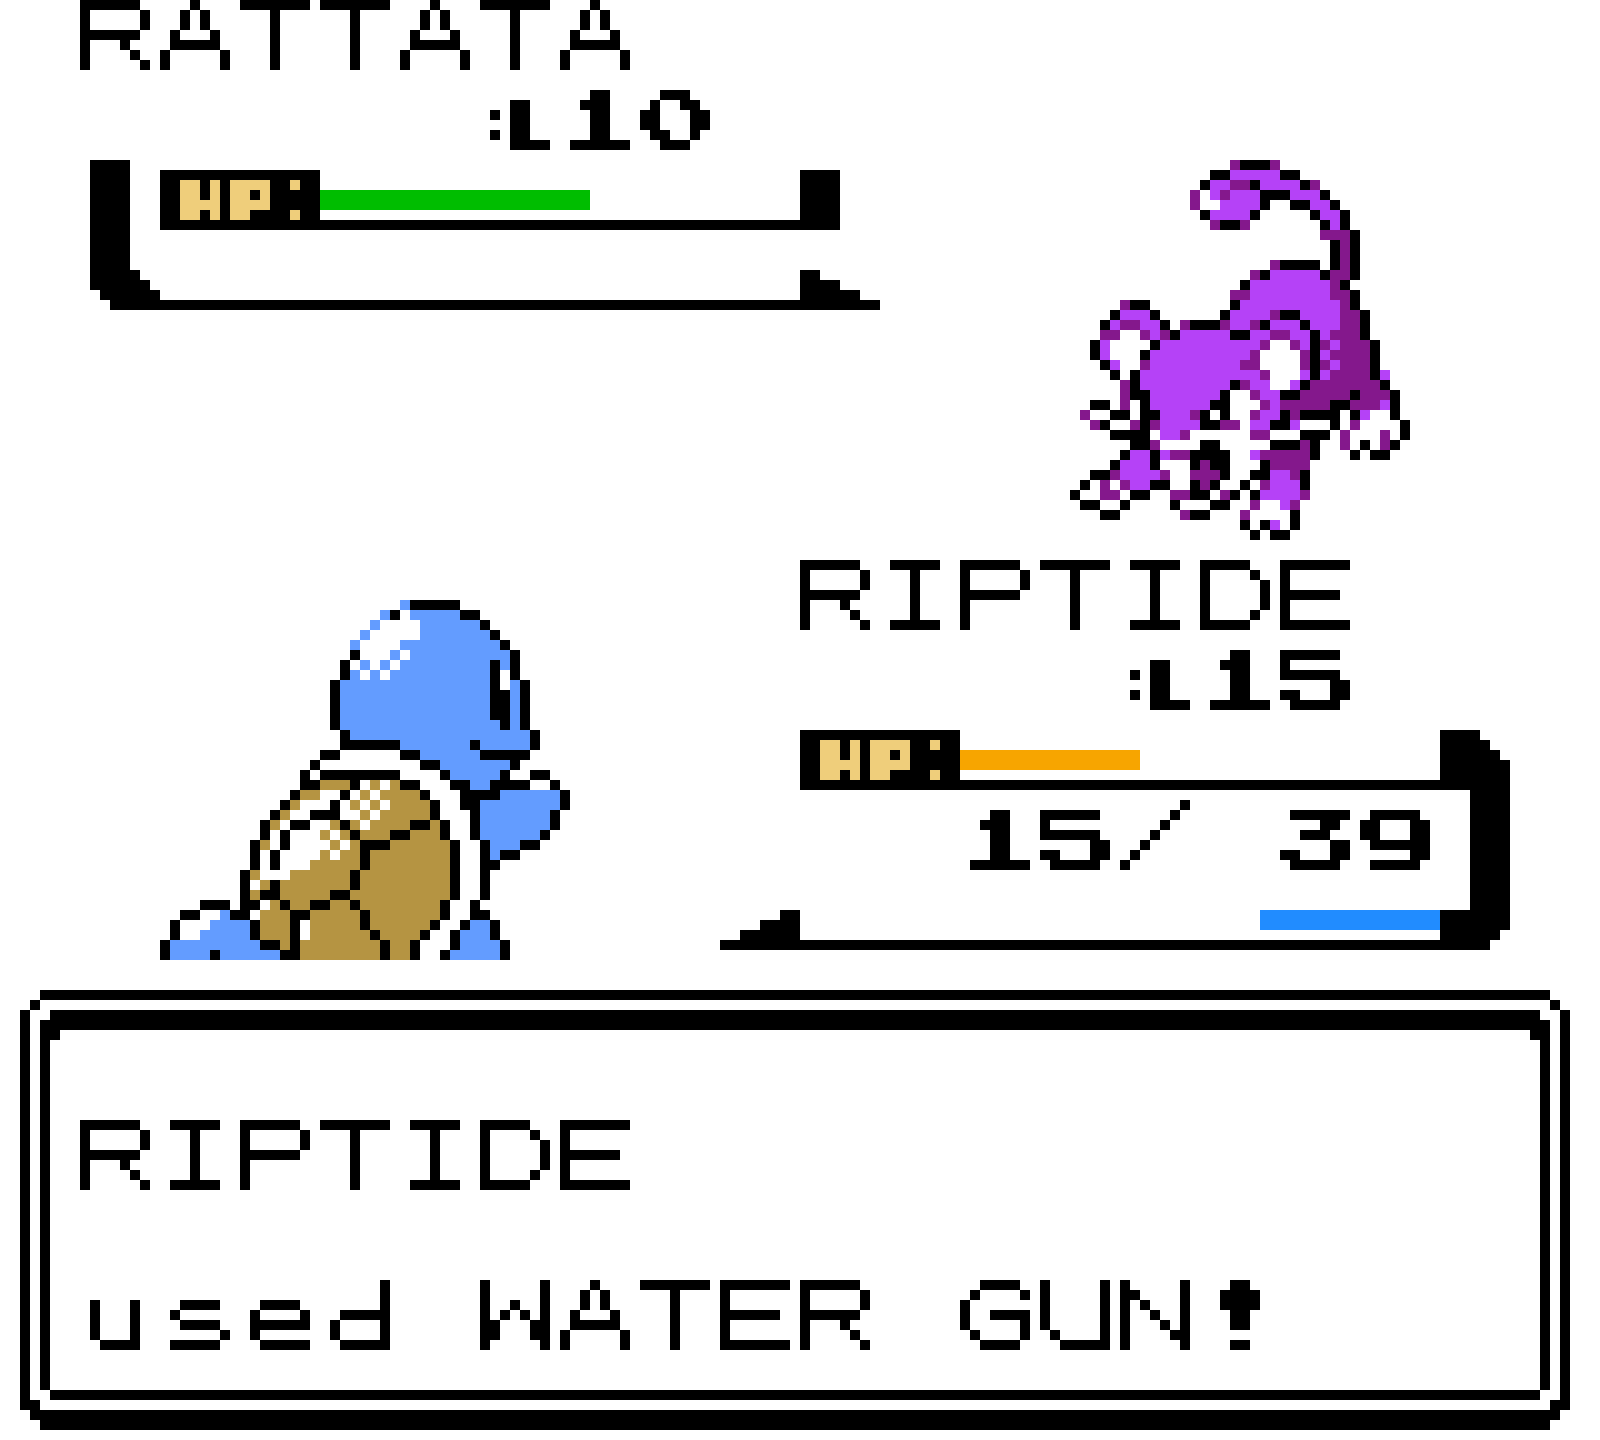 RATTATA
:L10
HP:
RIPTIDE
:L15
HP:
15/ 39
RIPTIDE
used WATER GUN!